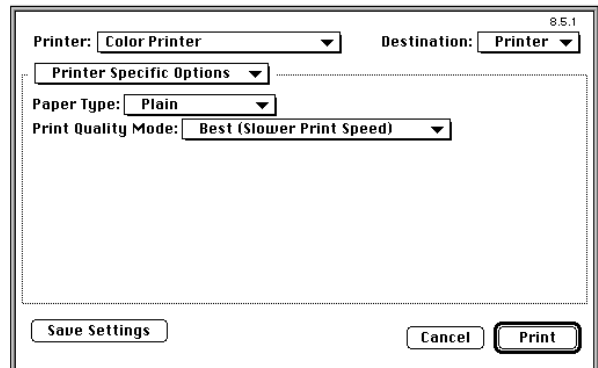 8.5.1
Printer: Color Printer Destination: Printer
Printer Specific Options
Paper Type: Plain
Print Quality Mode: Best (Slower Print Speed)
Save Settings Cancel Print